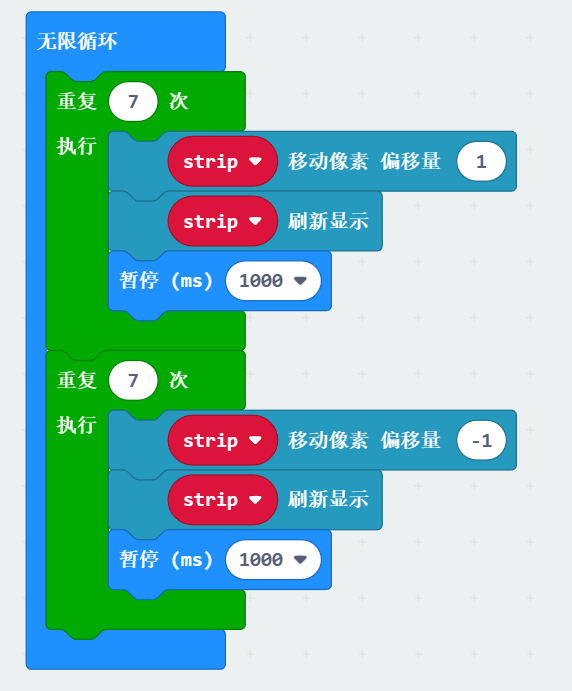 无限循环
重复 7 次
执行
strip 移动像素 偏移量 1
strip 刷新显示
暂停 (ms) 1000
重复 7 次
执行
strip 移动像素 偏移量 -1
strip 刷新显示
暂停 (ms) 1000